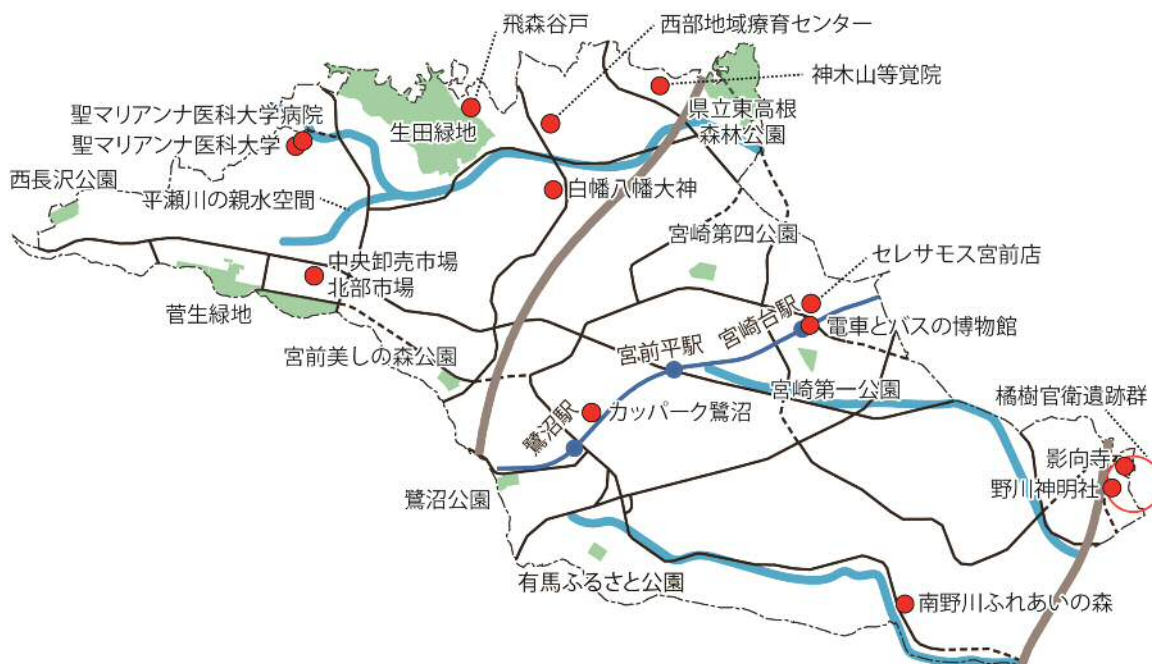 飛森谷戸
西部地域療育センター
神木山等覚院
聖マリアンナ医科大学病院
聖マリアンナ医科大学
生田緑地
県立東高根
森林公園
西長沢公園
平瀬川の親水空間
白幡八幡大神
宮崎第四公園
セレサモス宮前店
中央卸売市場
北部市場
菅生緑地
宮崎台駅
電車とバスの博物館
宮前平駅
宮前美しの森公園
宮崎第一公園
橘樹官衙遺跡群
鷺沼駅
カッパーク鷺沼
影向寺
野川神明社
鷺沼公園
有馬ふるさと公園
南野川ふれあいの森